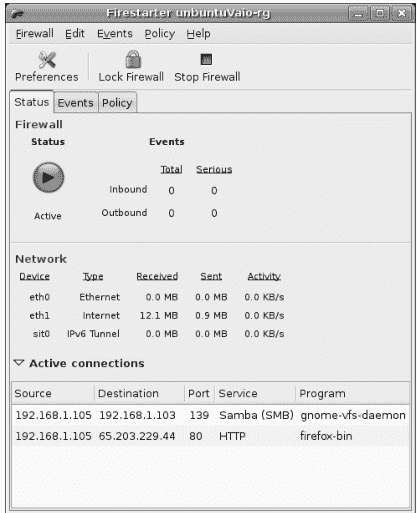 Firestarter unbuntuVaio-rg
Firewall Edit Events Policy Help
Preferences Lock Firewall Stop Firewall
Status Events Policy
Firewall
Status Events
Total Serious
Inbound 0 0
Active Outbound 0 0
Network
Device Type Received Sent Activity
eth0 Ethernet 0.0 MB 0.0 MB 0.0 KB/s
eth1 Internet 12.1 MB 0.9 MB 0.0 KB/s
sit0 IPv6 Tunnel 0.0 MB 0.0 MB 0.0 KB/s
Active connections
Source Destination Port Service Program
192.168.1.105 192.168.1.103 139 Samba (SMB) gnome-vfs-daemon
192.168.1.105 65.203.229.44 80 HTTP firefox-bin